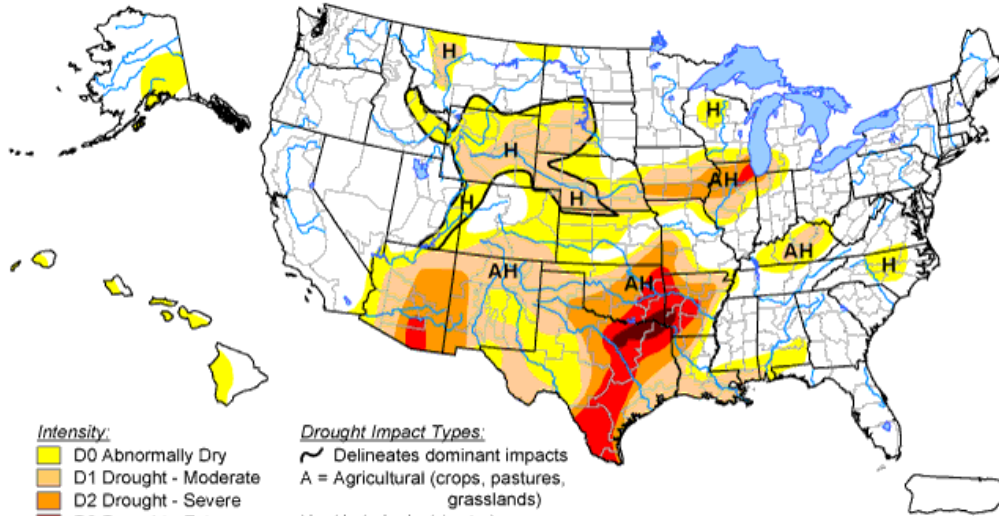 H
H
H
AH
H
H
AH
H
AH
AH
Intensity:
D0 Abnormally Dry
D1 Drought - Moderate
D2 Drought - Severe
Drought Impact Types:
Delineates dominant impacts
A = Agricultural (crops, pastures,
grasslands)